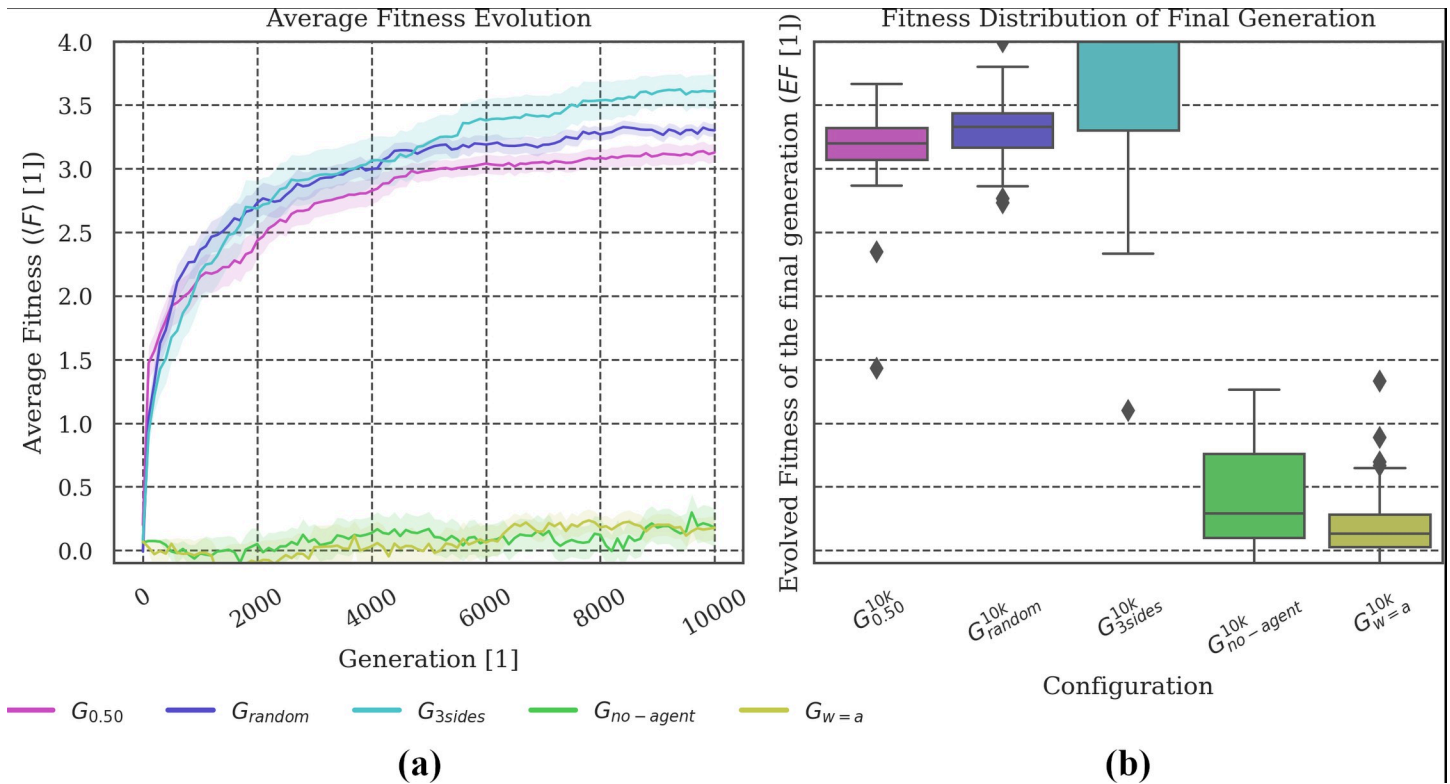 Average Fitness Evolution
Average Fitness (⟨F⟩ [1])
4.0
3.5
3.0
2.5
2.0
1.5
1.0
0.5
0.0
0
2000
4000
6000
8000
10000
Generation [1]
Fitness Distribution of Final Generation
Evolved Fitness of the final generation (EF [1])
G^{10k}_{0.50}
G^{10k}_{random}
G^{10k}_{3sides}
G^{10k}_{no-agent}
G^{10k}_{w=a}
Configuration
G_{0.50} G_{random} G_{3sides} G_{no-agent} G_{w=a}
(a) (b)